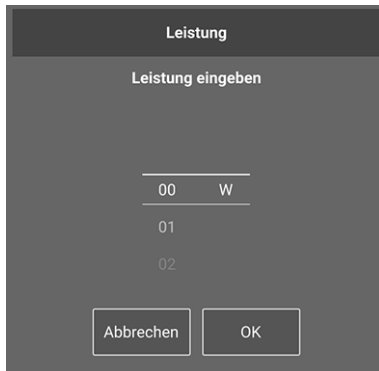 Leistung
Leistung eingeben
00 W
01
02
Abbrechen OK